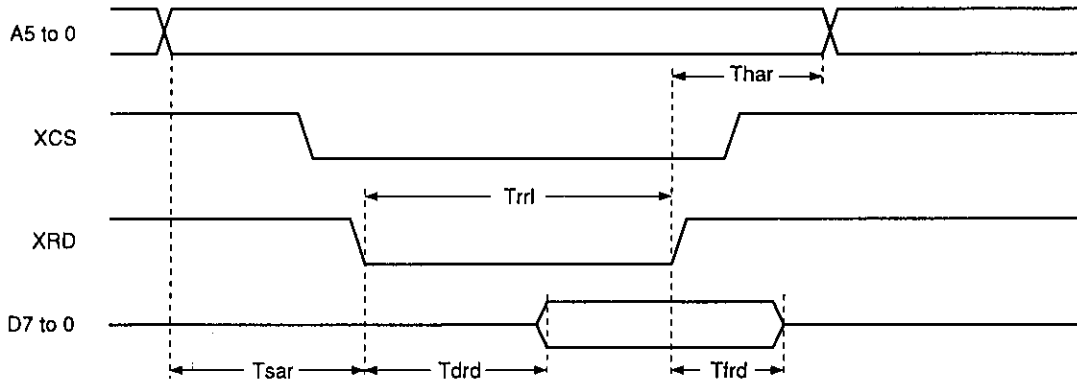 A5 to 0
Thar
XCS
Trrl
XRD
D7 to 0
Tsar
Tdrd
Tfrd